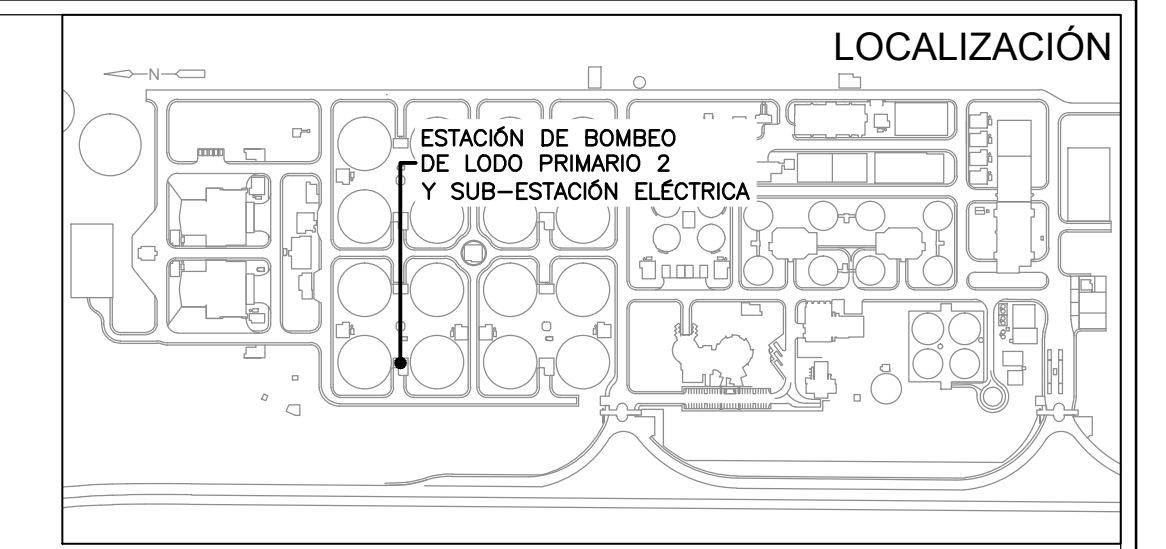 LOCALIZACIÓN
N
ESTACIÓN DE BOMBEO
DE LODO PRIMARIO 2
Y SUB-ESTACIÓN ELÉCTRICA